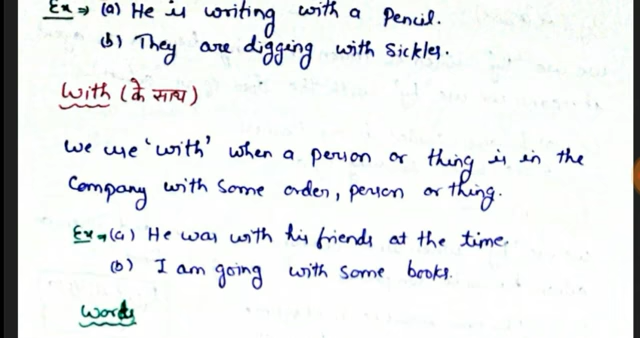 Ex → (a) He is writing with a Pencil.
(b) They are digging with Sickles.
With (के साथ)
We use 'with' when a person or thing is in the
Company with some order, person or thing.
Ex → (a) He was with his friends at the time.
(b) I am going with some books.
Words